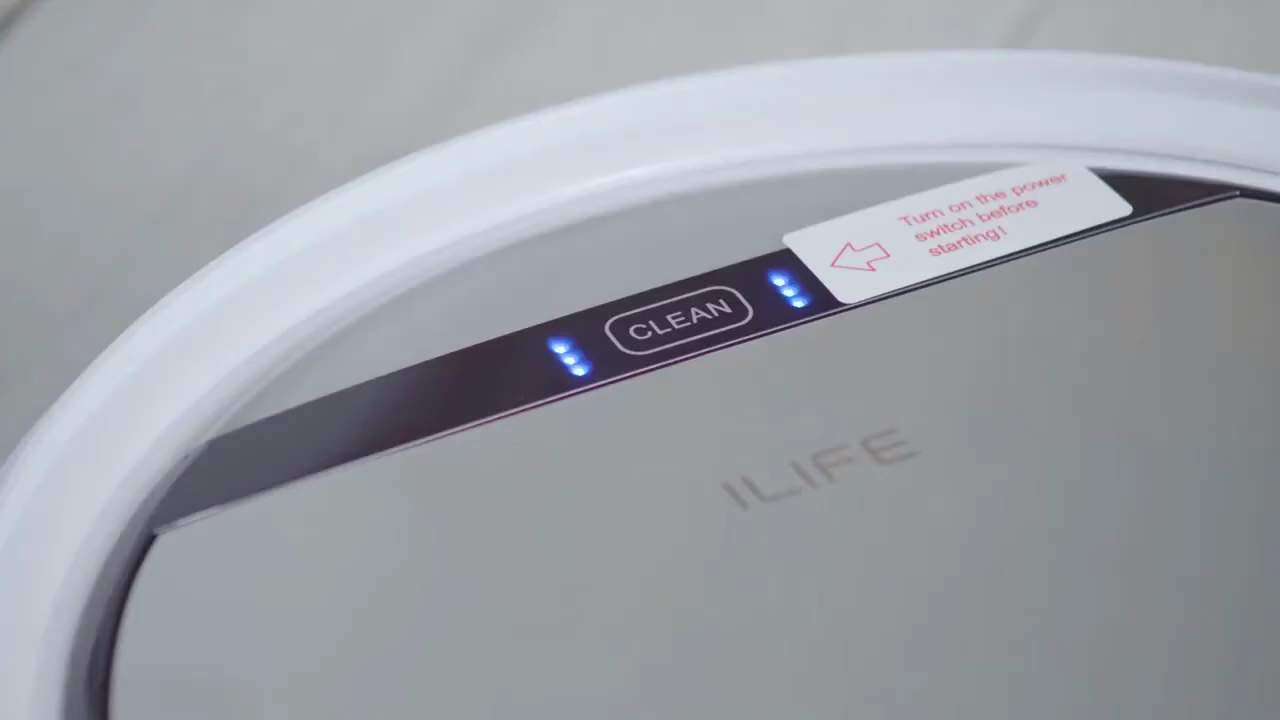 Turn on the power
switch before
starting!
CLEAN
ILIFE